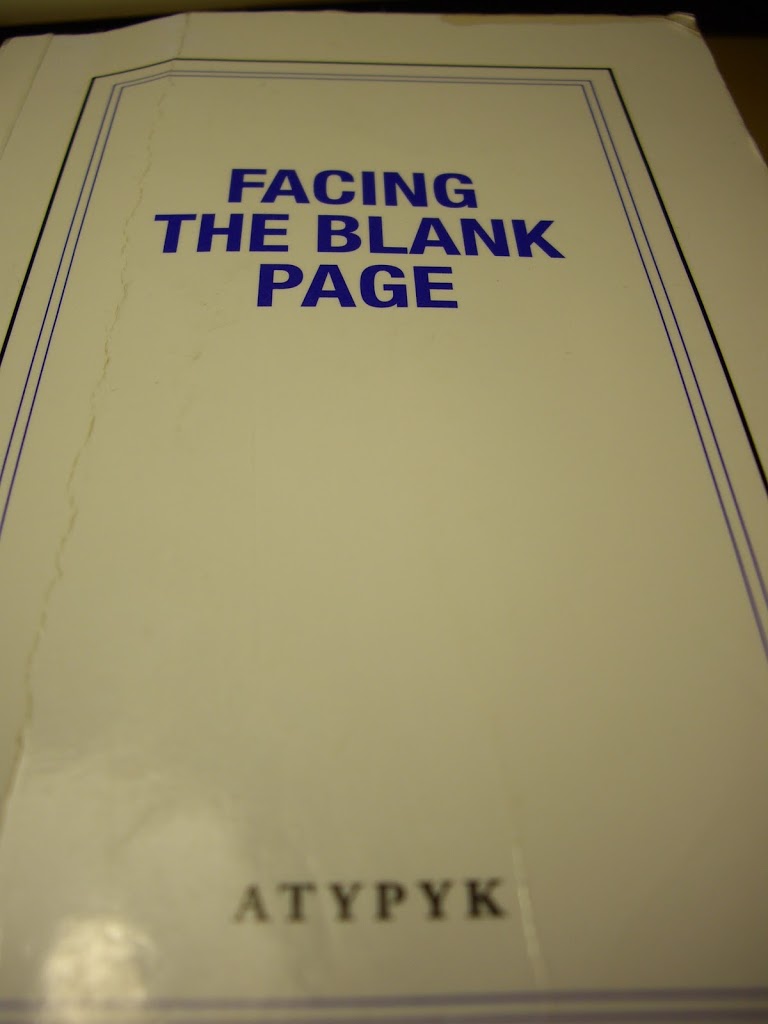 FACING
THE BLANK
PAGE
ATYPYK